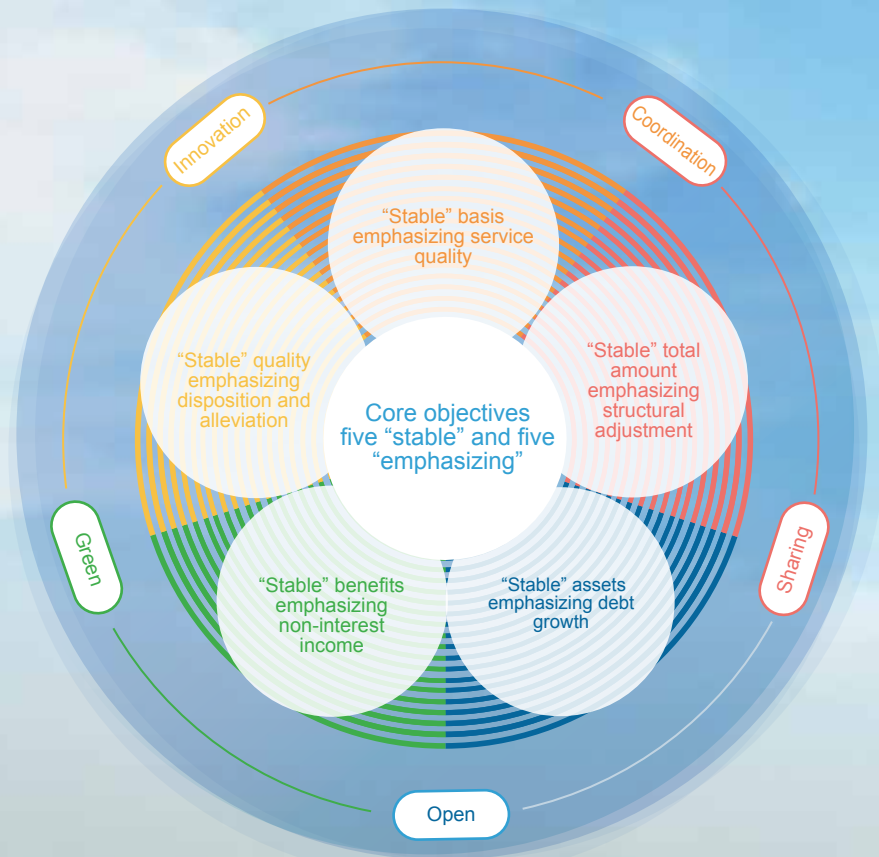 Innovation
Coordination
“Stable” basis
emphasizing service
quality
“Stable” quality
emphasizing
disposition and
alleviation
“Stable” total
amount
emphasizing
structural
adjustment
Core objectives
five “stable” and five
“emphasizing”
Green
Sharing
“Stable” benefits
emphasizing
non-interest
income
“Stable” assets
emphasizing debt
growth
Open